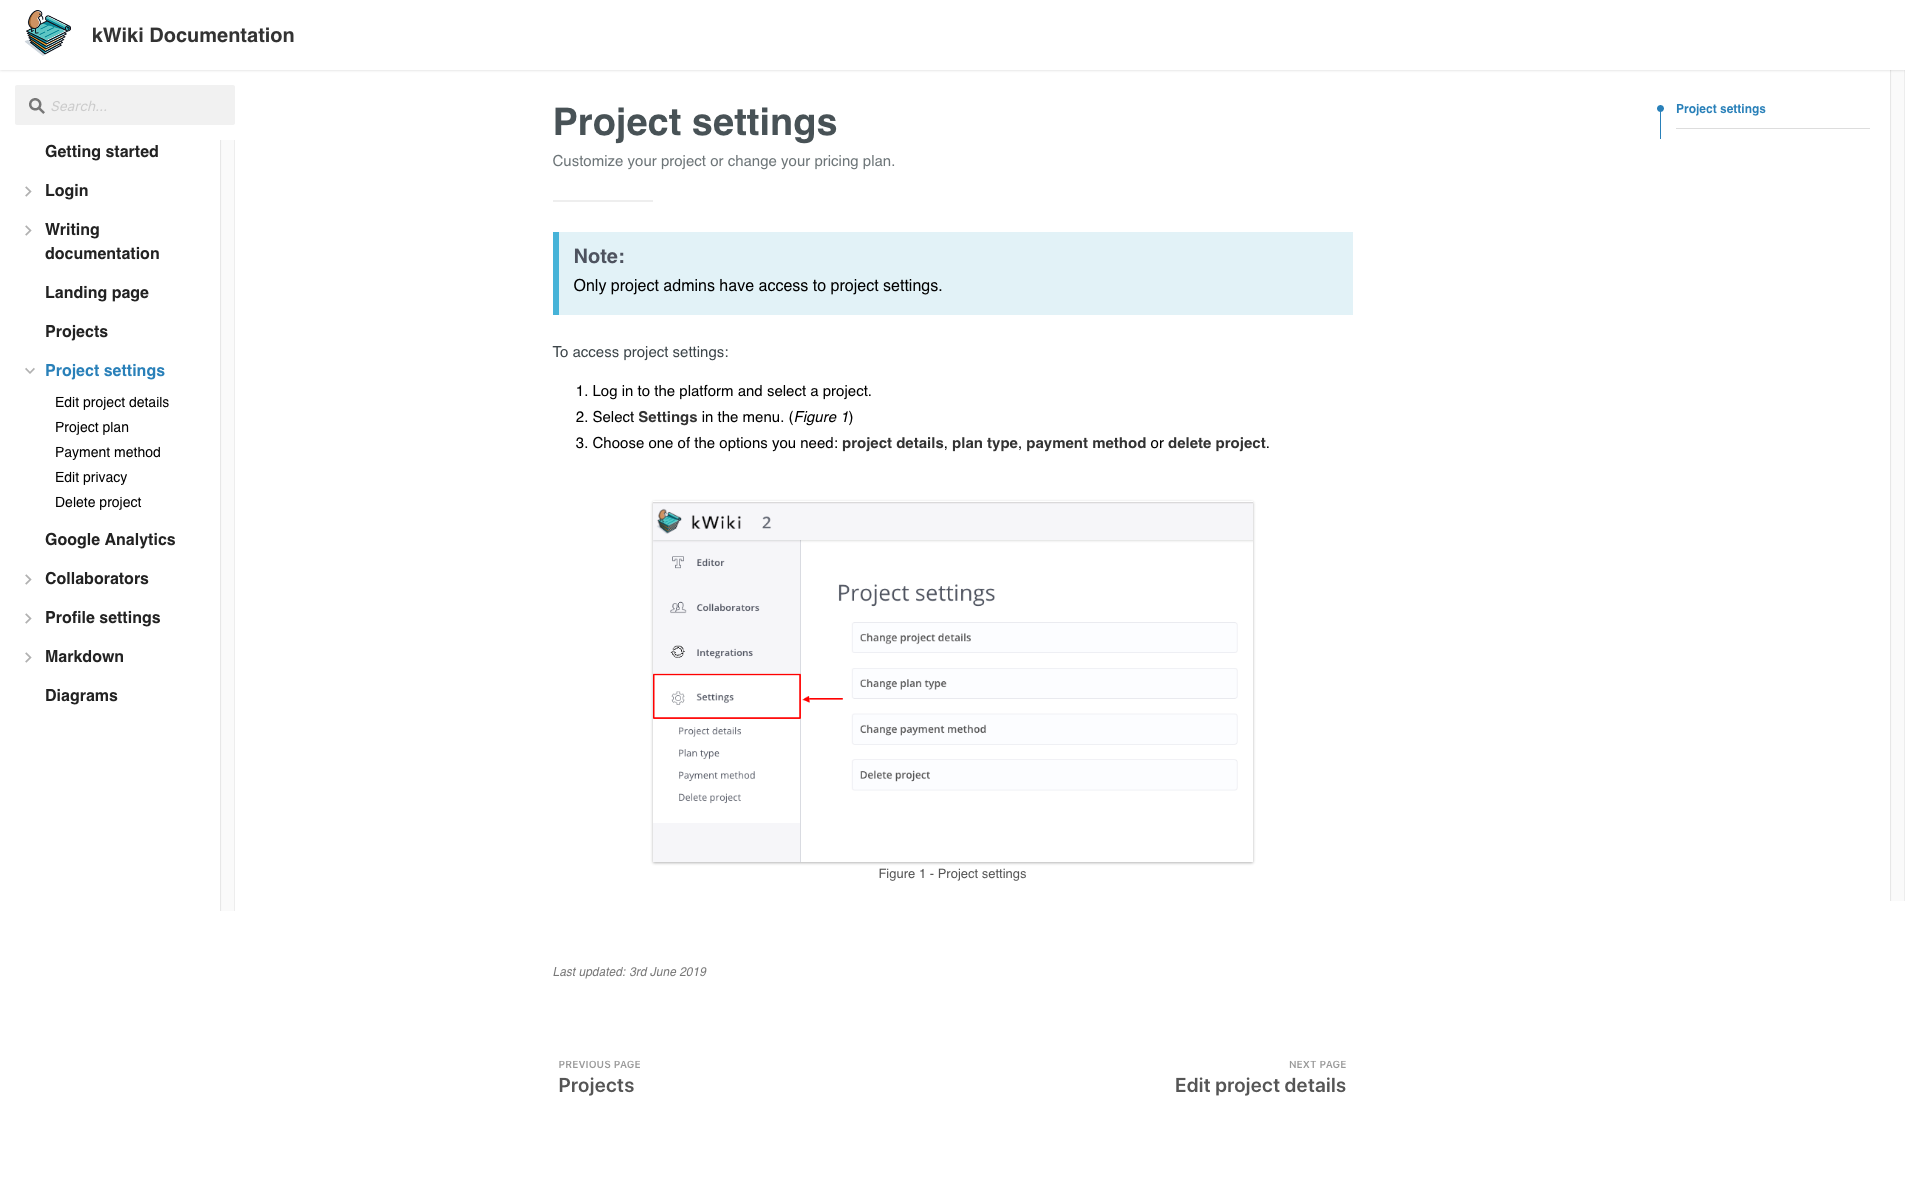 kWiki Documentation
Search...
Getting started
Login
Writing
documentation
Landing page
Projects
Project settings
Edit project details
Project plan
Payment method
Edit privacy
Delete project
Google Analytics
Collaborators
Profile settings
Markdown
Diagrams
Project settings
Customize your project or change your pricing plan.
Note:
Only project admins have access to project settings.
To access project settings:
1. Log in to the platform and select a project.
2. Select Settings in the menu. (Figure 1)
3. Choose one of the options you need: project details, plan type, payment method or delete project.
kWiki 2
Editor
Collaborators
Integrations
Settings
Project details
Plan type
Payment method
Delete project
Project settings
Change project details
Change plan type
Change payment method
Delete project
Figure 1 - Project settings
Last updated: 3rd June 2019
PREVIOUS PAGE
Projects
NEXT PAGE
Edit project details
Project settings